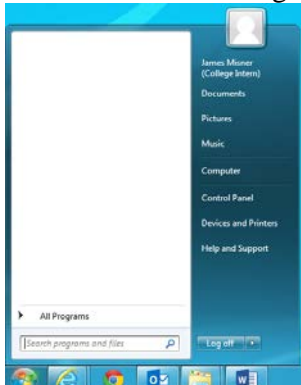 James Misner
(College Intern)
Documents
Pictures
Music
Computer
Control Panel
Devices and Printers
Help and Support
All Programs
Search programs and files
Log off